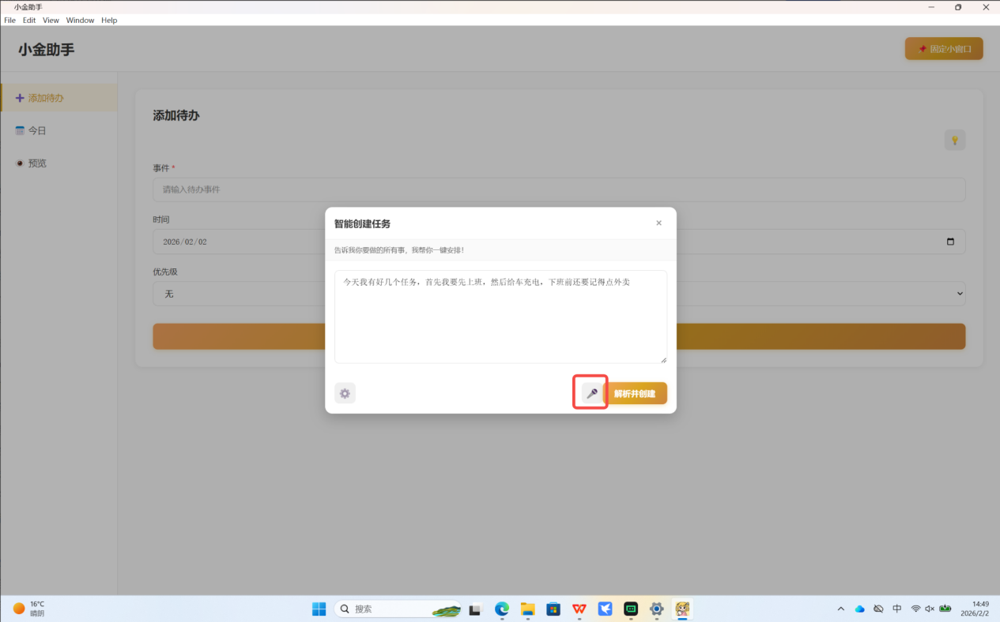 小金助手
File Edit View Window Help
小金助手
📌 固定小窗口
添加待办
今日
预览
添加待办
事件 *
请输入待办事件
时间
2026/02/02
优先级
无
智能创建任务
×
告诉我你要做的所有事，我帮你一键安排！
今天我有好几个任务，首先我要先上班，然后给车充电，下班前还要记得点外卖
解析并创建
16°C
晴朗
搜索
中
14:49
2026/2/2